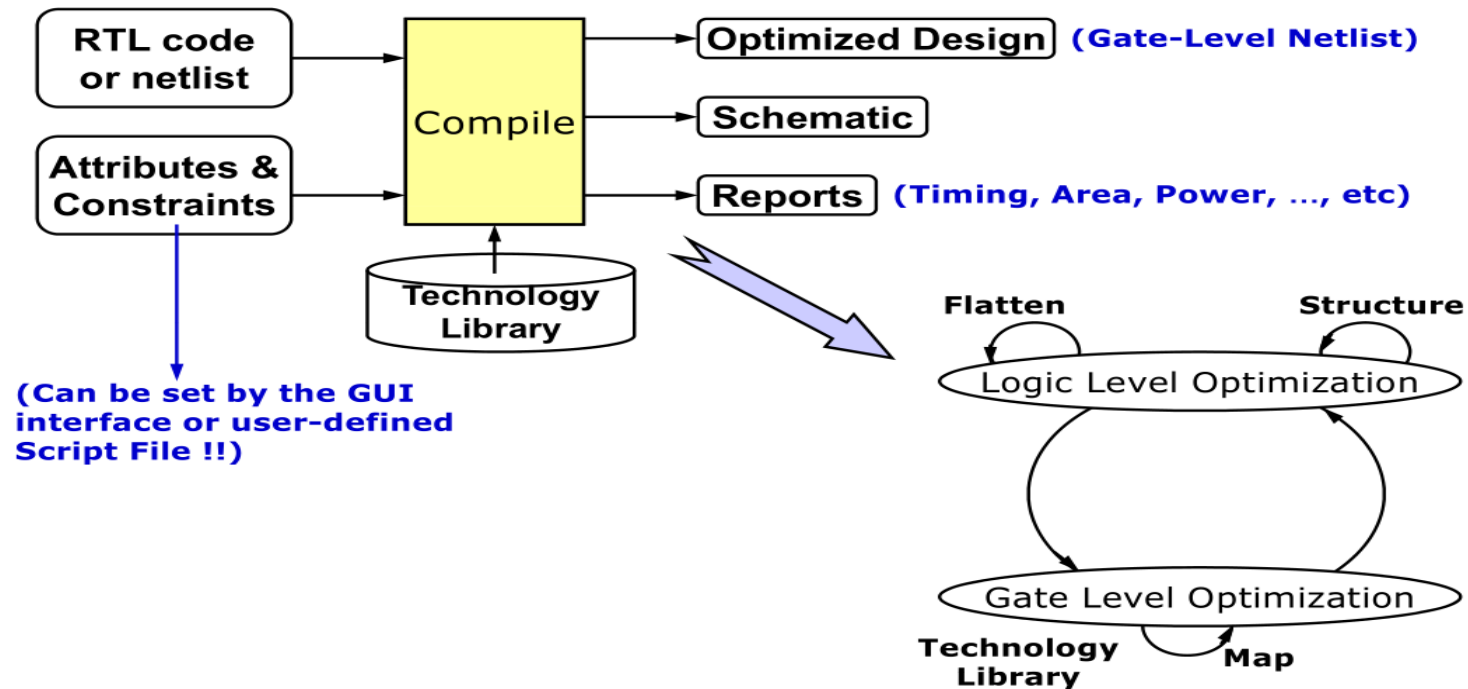 RTL code
or netlist
Attributes &
Constraints
Compile
Technology
Library
Optimized Design
(Gate-Level Netlist)
Schematic
Reports
(Timing, Area, Power, ..., etc)
(Can be set by the GUI
interface or user-defined
Script File !!)
Flatten
Structure
Logic Level Optimization
Gate Level Optimization
Technology
Library
Map